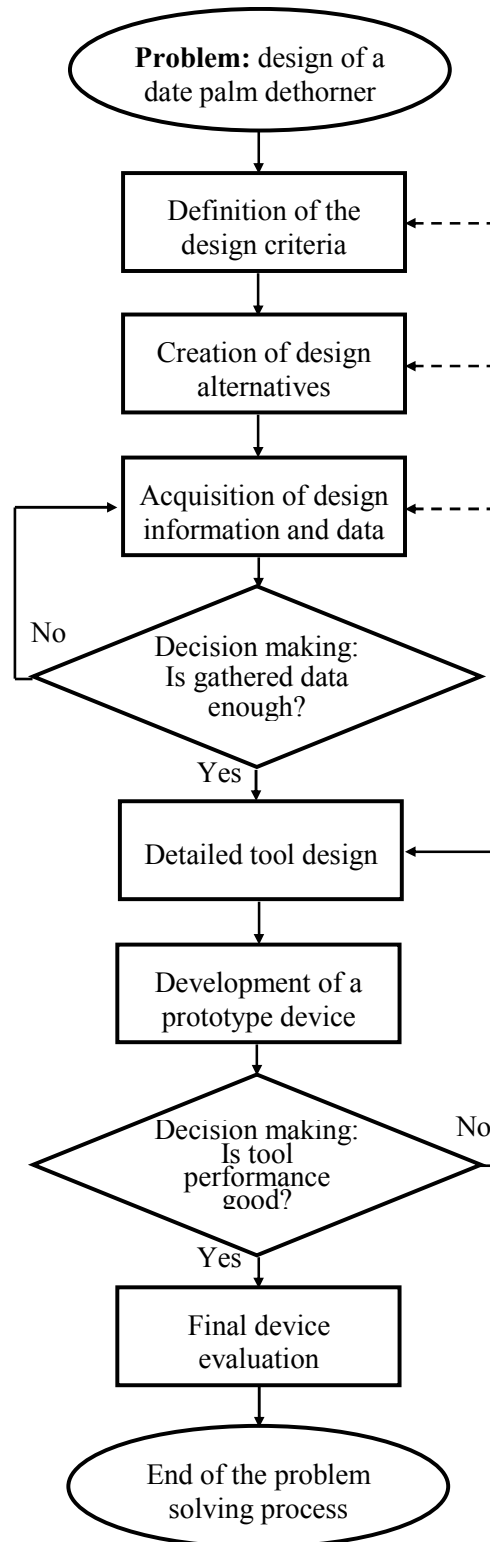 Problem: design of a
date palm dethorner
Definition of the
design criteria
Creation of design
alternatives
Acquisition of design
information and data
No
Decision making:
Is gathered data
enough?
Yes
Detailed tool design
Development of a
prototype device
Decision making:
Is tool
performance
good?
No
Yes
Final device
evaluation
End of the problem
solving process